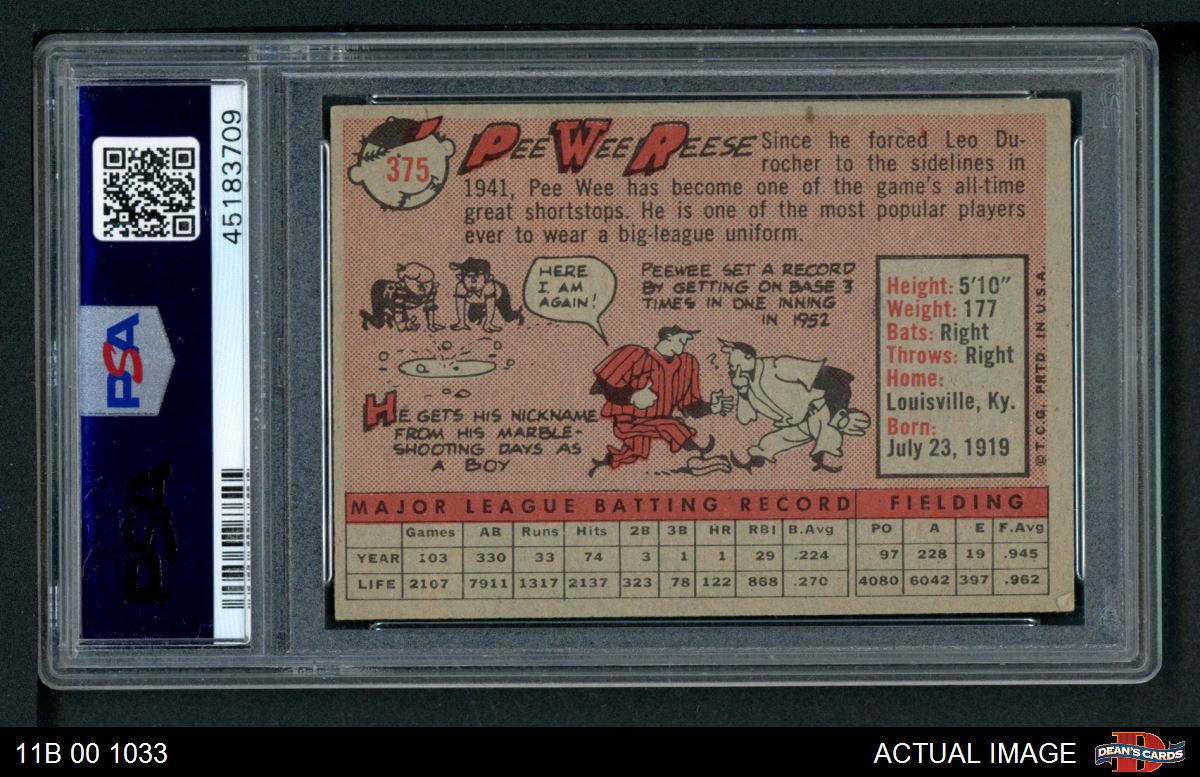 45183709
PSA
PSA
375
PEE WEE REESE
Since he forced Leo Du-
rocher to the sidelines in
1941, Pee Wee has become one of the game's all-time
great shortstops. He is one of the most popular players
ever to wear a big-league uniform.
HERE
I AM
AGAIN!
PEEWEE SET A RECORD
BY GETTING ON BASE 3
TIMES IN ONE INNING
IN 1952
?
HE GETS HIS NICKNAME
FROM HIS MARBLE-
SHOOTING DAYS AS
A BOY
Height: 5'10"
Weight: 177
Bats: Right
Throws: Right
Home:
Louisville, Ky.
Born:
July 23, 1919
© T.C.G. PRTD. IN U.S.A.
MAJOR LEAGUE BATTING RECORD FIELDING
Games AB Runs Hits 2B 3B HR RBI B.Avg PO A E F.Avg
YEAR 103 330 33 74 3 1 1 29 .224 97 228 19 .945
LIFE 2107 7911 1317 2137 323 78 122 868 .270 4080 6042 397 .962
11B 00 1033
ACTUAL IMAGE
DEAN'S CARDS